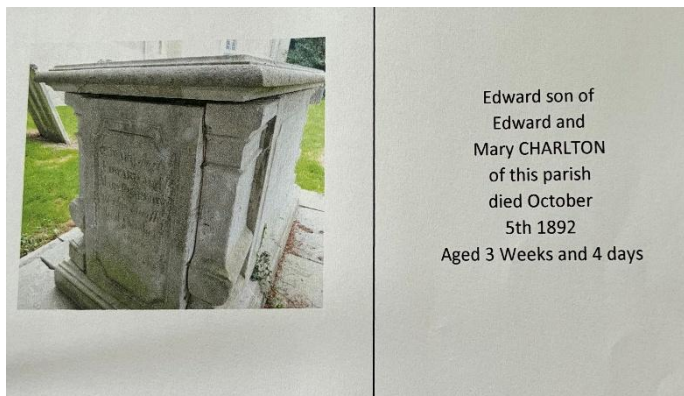 Edward son of
Edward and
Mary CHARLTON
of this parish
died October
5th 1892
Aged 3 Weeks and 4 days